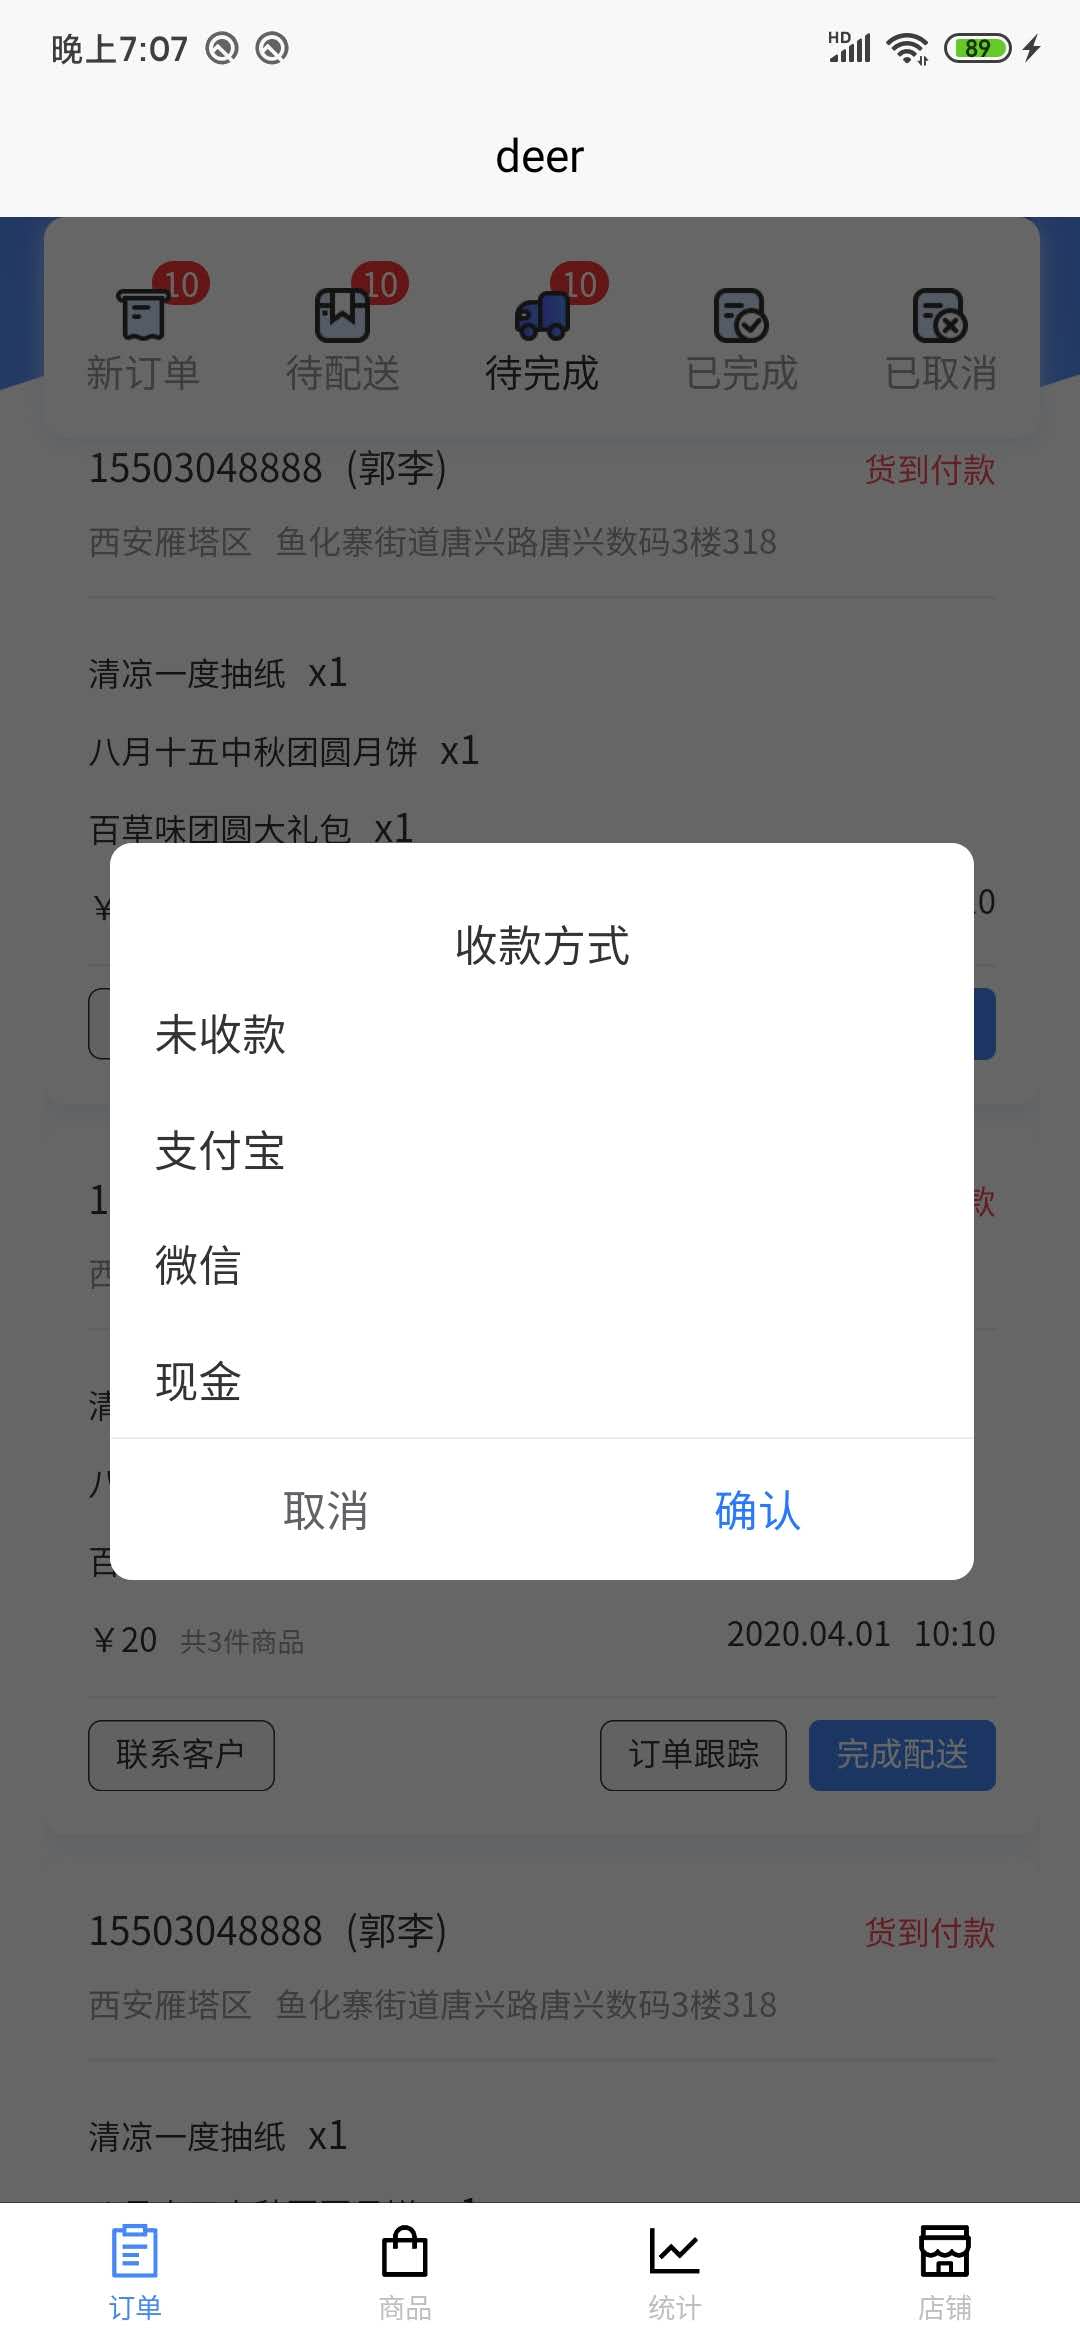 晚上7:07
HD
89
deer
10
10
10
新订单
待配送
待完成
已完成
已取消
15503048888 (郭李)
货到付款
西安雁塔区 鱼化寨街道唐兴路唐兴数码3楼318
清凉一度抽纸 x1
八月十五中秋团圆月饼 x1
百草味团圆大礼包 x1
¥
10
收款方式
未收款
支付宝
微信
现金
取消
确认
1
款
西
清
八
百
¥20 共3件商品
2020.04.01 10:10
联系客户
订单跟踪
完成配送
15503048888 (郭李)
货到付款
西安雁塔区 鱼化寨街道唐兴路唐兴数码3楼318
清凉一度抽纸 x1
订单
商品
统计
店铺